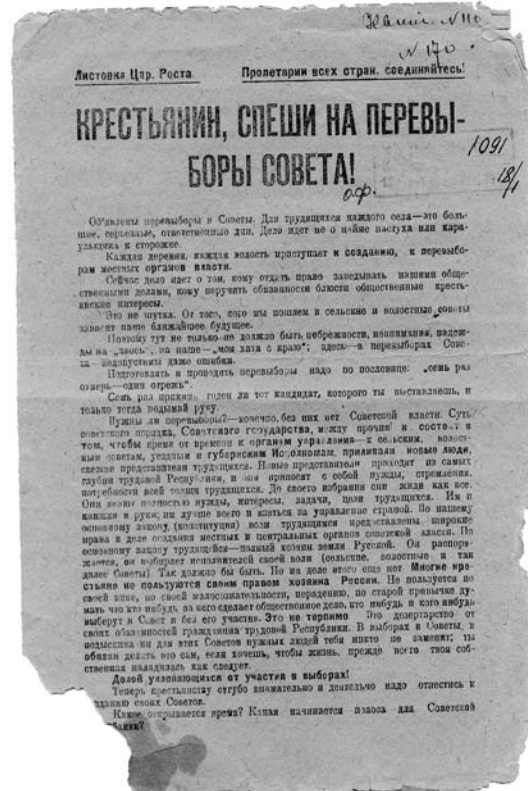 N 170
Листовка Цар. Роста Пролетарии всех стран, соединяйтесь!
КРЕСТЬЯНИН, СПЕШИ НА ПЕРЕВЫ-
БОРЫ СОВЕТА!
1091
18/1
оф.
Об'явлены перевыборы в Советы. Для трудящихся каждого села—это боль-
шие, серьезные, ответственные дни. Дело идет не о найме пастуха или кара-
ульщика к сторожке.
Каждая деревня, каждая волость приступает к созданию, к перевыбо-
рам местных органов власти.
Сейчас дело идет о том, кому отдать право заведывать нашими обще-
ственными делами, кому поручить обязанности блюсти общественные кресть-
янские интересы.
Это не шутка. От того, кого мы пошлем в сельские и волостные советы
зависит наше ближайшее будущее.
Поэтому тут не только не должно быть небрежности, невнимания, надеж-
ды на „авось", на наше—„моя хата с краю"; здесь—в перевыборах Сове-
та—недопустимы даже ошибки.
Подготовлять и проводить перевыборы надо по пословице: „семь раз
отмерь—один отрежь".
Семь раз прикинь, годен ли тот кандидат, которого ты выставляешь, и
только тогда подымай руку.
Нужны ли перевыборы?—конечно, без них нет Советской власти. Суть
советского порядка, Советского государства, между прочим и состоит в
том, чтобы время от времени к органам управления—к сельским, волост-
ным советам, уездным и губернским Исполкомам, приливали новые люди,
свежие представители трудящихся. Новые представители приходят из самых
глубин трудовой Республики, и они приносят с собой нужды, стремления,
потребности всей толщи трудящихся. До своего избрания они жили как все.
Они знают полностью нужды, интересы, задачи, цели трудящихся. Им и
книжки в руки; им лучше всего и взяться за управление страной. По нашему
основному закону, (конституции) всем трудящимся предоставлены широкие
права в деле создания местных и центральных органов советской власти. По
основному закону трудящейся—полный хозяин земли Русской. Он распоря-
жается, он выбирает исполнителей своей воли (сельские, волостные и так
далее Советы) Так должно бы быть. Но на деле этого еще нет Многие кре-
стьяне не пользуются своим правом хозяина России. Не пользуются по
своей вине, по своей малосознательности, нерадению, по старой привычке ду-
мать что кто нибудь за него сделает общественное дело, кто нибудь и кого нибудь
выберут в Совет и без его участия. Это не терпимо Это дезертирство от
своих обязанностей гражданина трудовой Республики. В выборах в Советы, в
подыскивании для этих Советов нужных людей тебя никто не заменит; ты
обязан делать это сам, если хочешь, чтобы жизнь, прежде всего твоя соб-
ственная наладилась как следует.
Долой уклоняющихся от участия в выборах!
Теперь крестьянству сугубо внимательно и деятельно надо отнестись к
созданию своих Советов.
Какое открывается время? Какая начинается полоса для Советской